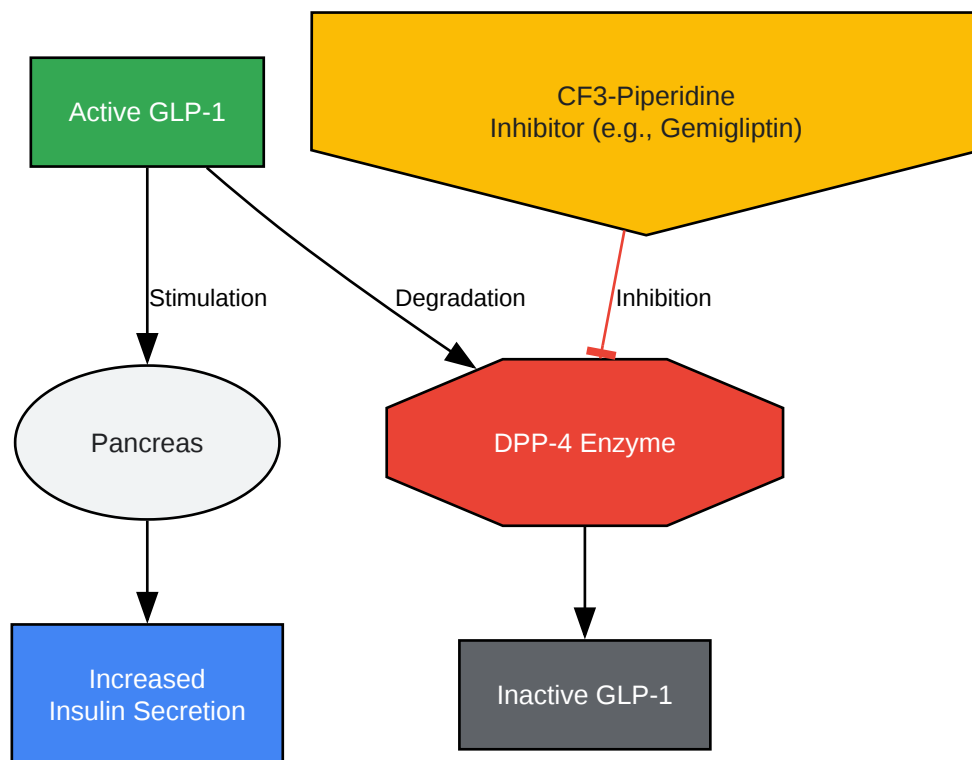 Active GLP-1
CF3-Piperidine
Inhibitor (e.g., Gemigliptin)
Stimulation
Degradation
Inhibition
Pancreas
DPP-4 Enzyme
Increased
Insulin Secretion
Inactive GLP-1